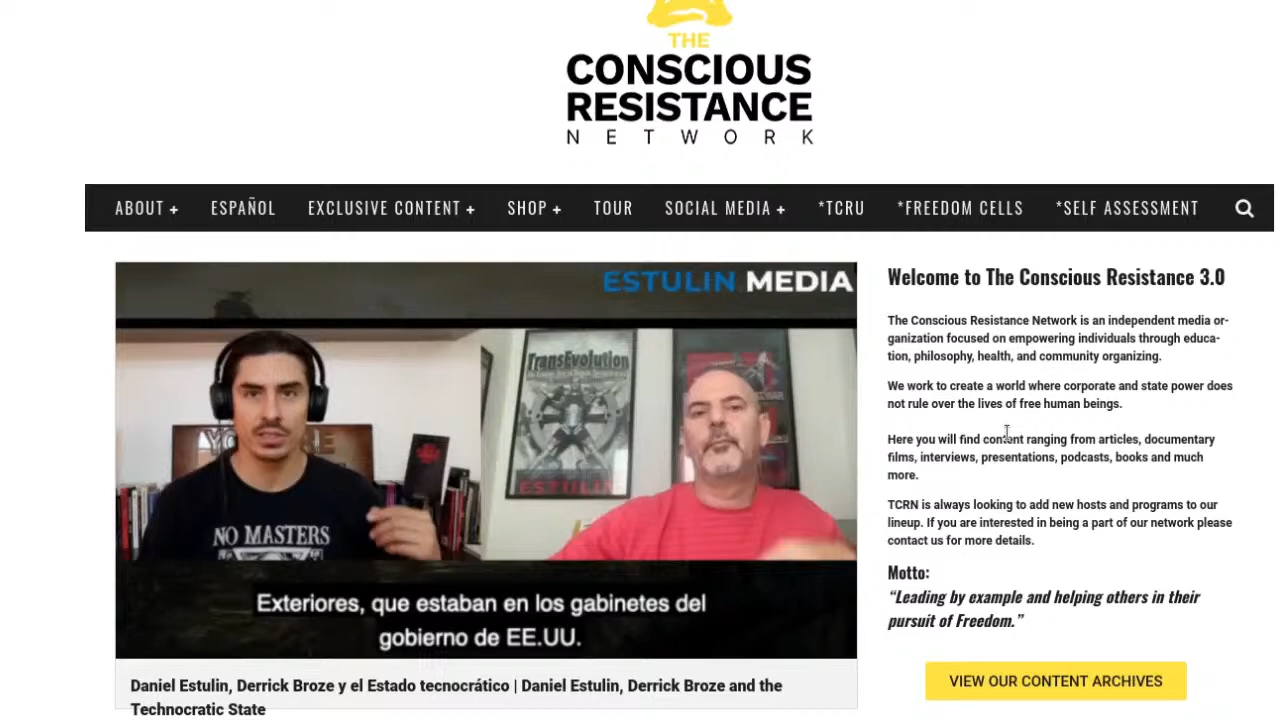 THE
CONSCIOUS
RESISTANCE
NETWORK
ABOUT + ESPAÑOL EXCLUSIVE CONTENT + SHOP + TOUR SOCIAL MEDIA + *TCRU *FREEDOM CELLS *SELF ASSESSMENT
ESTULIN MEDIA
TransEvolution
ESTULIN
NO MASTERS
Exteriores, que estaban en los gabinetes del
gobierno de EE.UU.
Daniel Estulin, Derrick Broze y el Estado tecnocrático | Daniel Estulin, Derrick Broze and the
Technocratic State
Welcome to The Conscious Resistance 3.0
The Conscious Resistance Network is an independent media or-
ganization focused on empowering individuals through educa-
tion, philosophy, health, and community organizing.
We work to create a world where corporate and state power does
not rule over the lives of free human beings.
Here you will find content ranging from articles, documentary
films, interviews, presentations, podcasts, books and much
more.
TCRN is always looking to add new hosts and programs to our
lineup. If you are interested in being a part of our network please
contact us for more details.
Motto:
“Leading by example and helping others in their
pursuit of Freedom.”
VIEW OUR CONTENT ARCHIVES